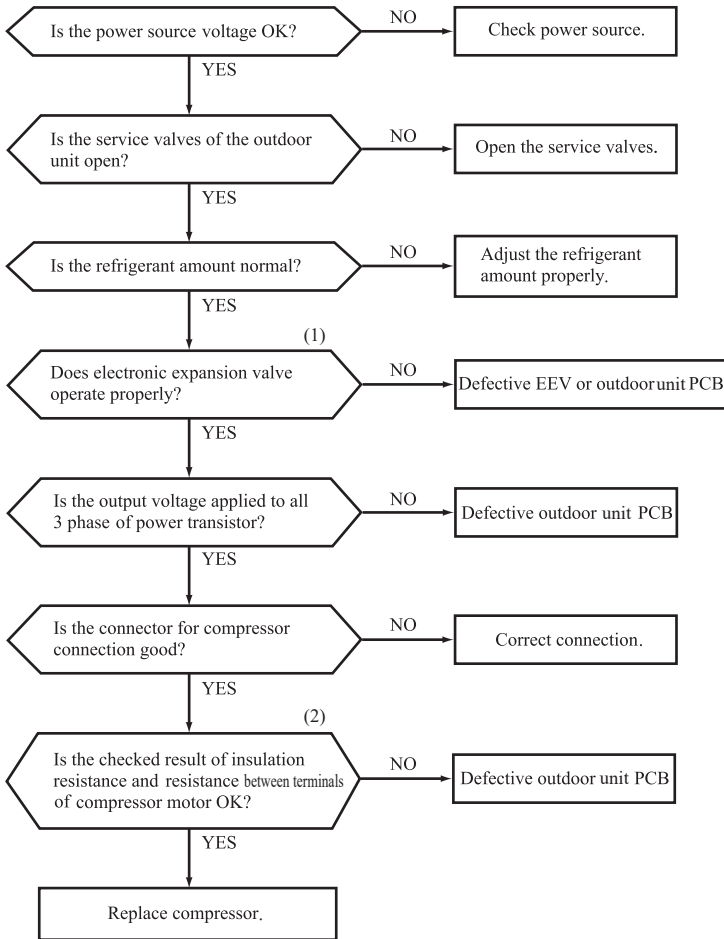 Is the power source voltage OK?
NO
Check power source.
YES
Is the service valves of the outdoor
unit open?
NO
Open the service valves.
YES
Is the refrigerant amount normal?
NO
Adjust the refrigerant
amount properly.
YES
(1)
Does electronic expansion valve
operate properly?
NO
Defective EEV or outdoor unit PCB
YES
Is the output voltage applied to all
3 phase of power transistor?
NO
Defective outdoor unit PCB
YES
Is the connector for compressor
connection good?
NO
Correct connection.
YES
(2)
Is the checked result of insulation
resistance and resistance between terminals
of compressor motor OK?
NO
Defective outdoor unit PCB
YES
Replace compressor.